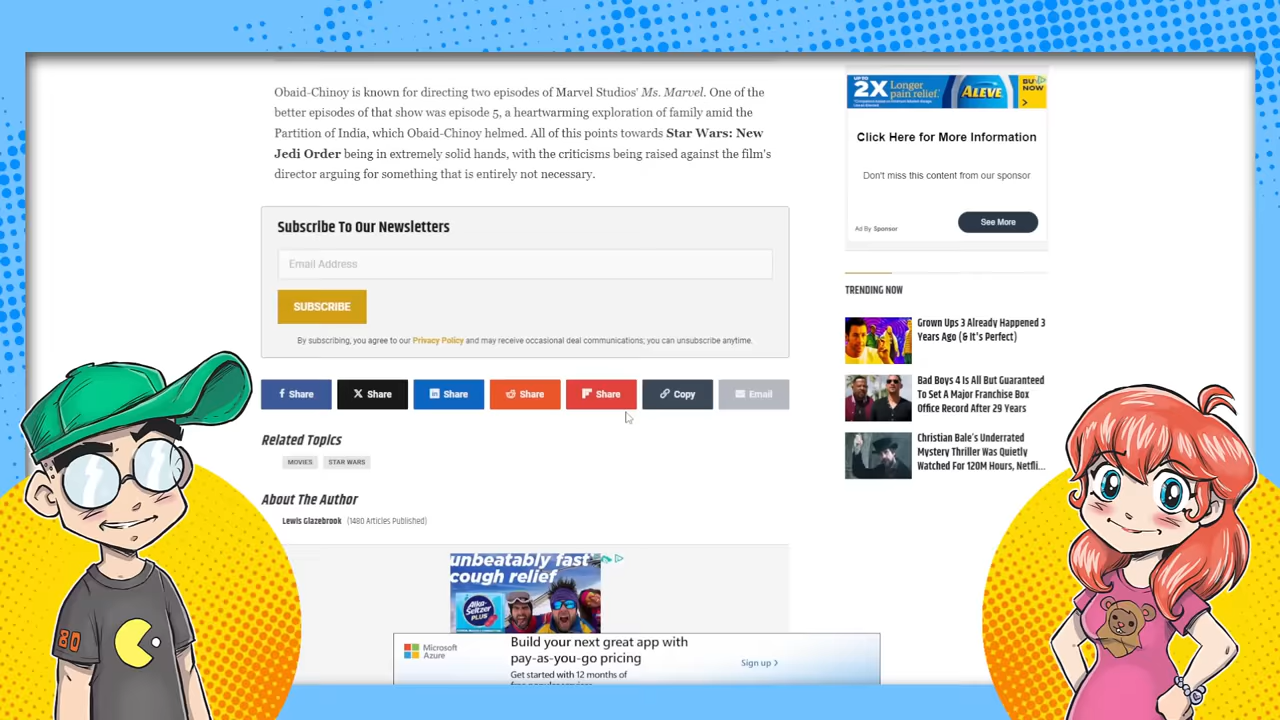 Obaid-Chinoy is known for directing two episodes of Marvel Studios' Ms. Marvel. One of the
better episodes of that show was episode 5, a heartwarming exploration of family amid the
Partition of India, which Obaid-Chinoy helmed. All of this points towards Star Wars: New
Jedi Order being in extremely solid hands, with the criticisms being raised against the film's
director arguing for something that is entirely not necessary.
Subscribe To Our Newsletters
Email Address
SUBSCRIBE
By subscribing, you agree to our Privacy Policy and may receive occasional deal communications; you can unsubscribe anytime.
Share
X Share
Share
Share
Share
Copy
Email
Related Topics
MOVIES
STAR WARS
About The Author
Lewis Glazebrook (1480 Articles Published)
unbeatably fast
cough relief
Alka-
Seltzer
PLUS
Microsoft
Azure
Build your next great app with
pay-as-you-go pricing
Get started with 12 months of
Sign up >
2X
Longer
pain relief.
ALEVE
BUY
NOW
>
Click Here for More Information
Don't miss this content from our sponsor
Ad By Sponsor
See More
TRENDING NOW
Grown Ups 3 Already Happened 3
Years Ago (& It's Perfect)
Bad Boys 4 Is All But Guaranteed
To Set A Major Franchise Box
Office Record After 29 Years
Christian Bale's Underrated
Mystery Thriller Was Quietly
Watched For 120M Hours, Netfli...
80